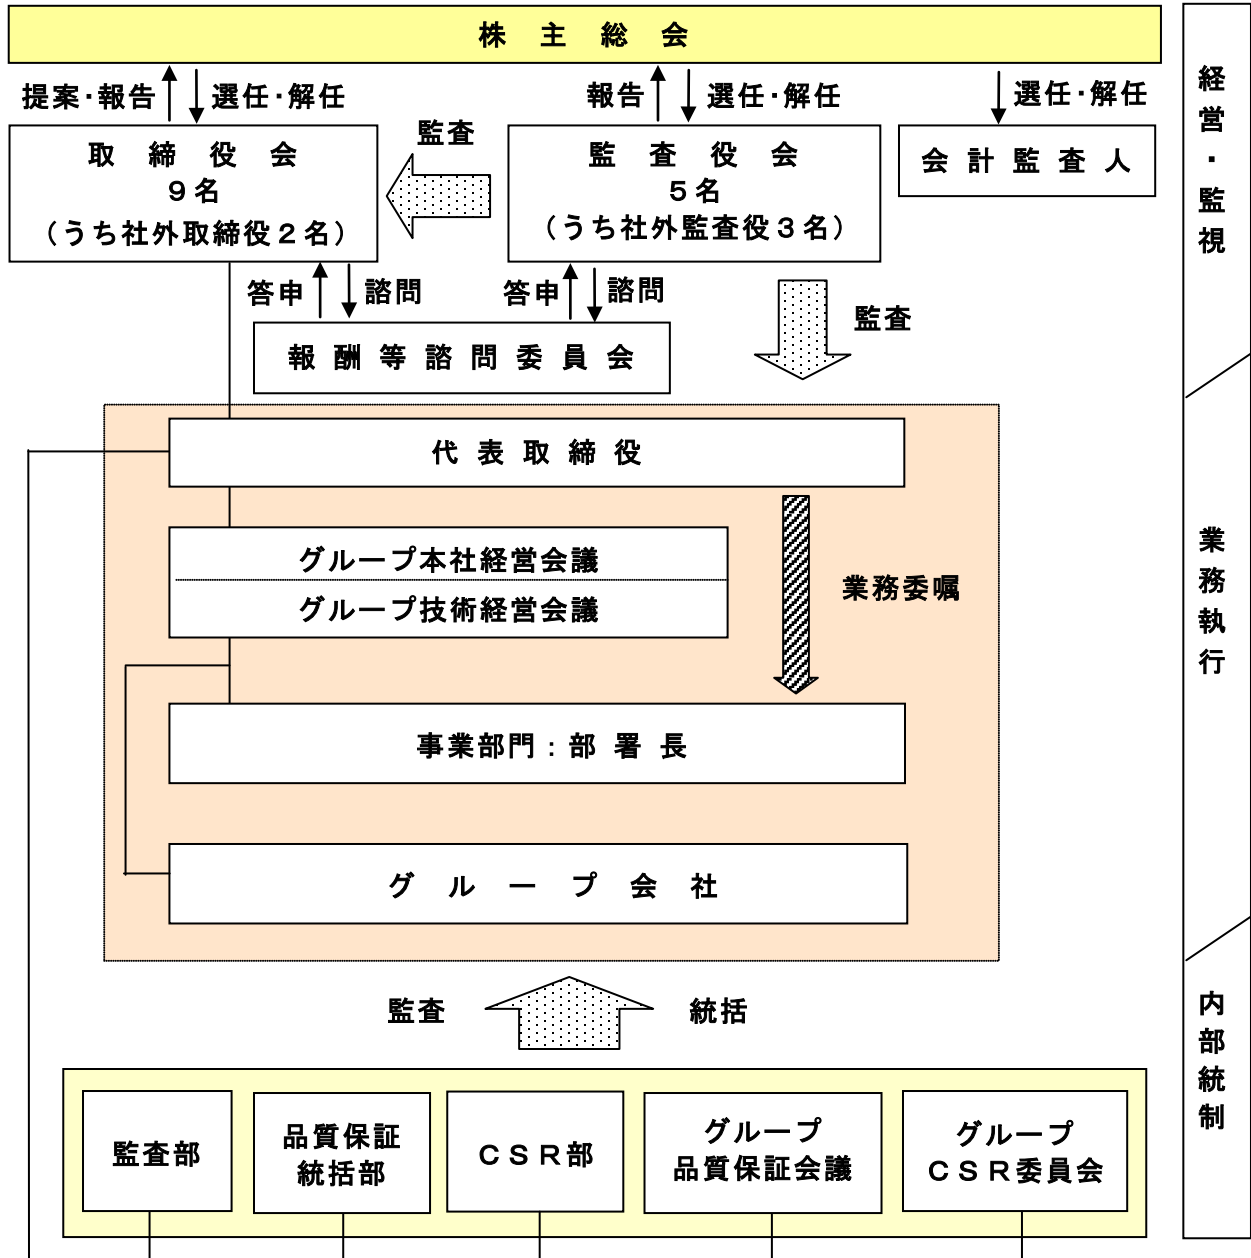 株主総会
提案・報告
選任・解任
報告
選任・解任
選任・解任
取締役会
９名
（うち社外取締役２名）
監査
監査役会
５名
（うち社外監査役３名）
会計監査人
答申
諮問
答申
諮問
報酬等諮問委員会
監査
代表取締役
グループ本社経営会議
グループ技術経営会議
業務委嘱
事業部門：部署長
グループ会社
監査
統括
監査部
品質保証
統括部
ＣＳＲ部
グループ
品質保証会議
グループ
ＣＳＲ委員会
経営・監視
業務執行
内部統制